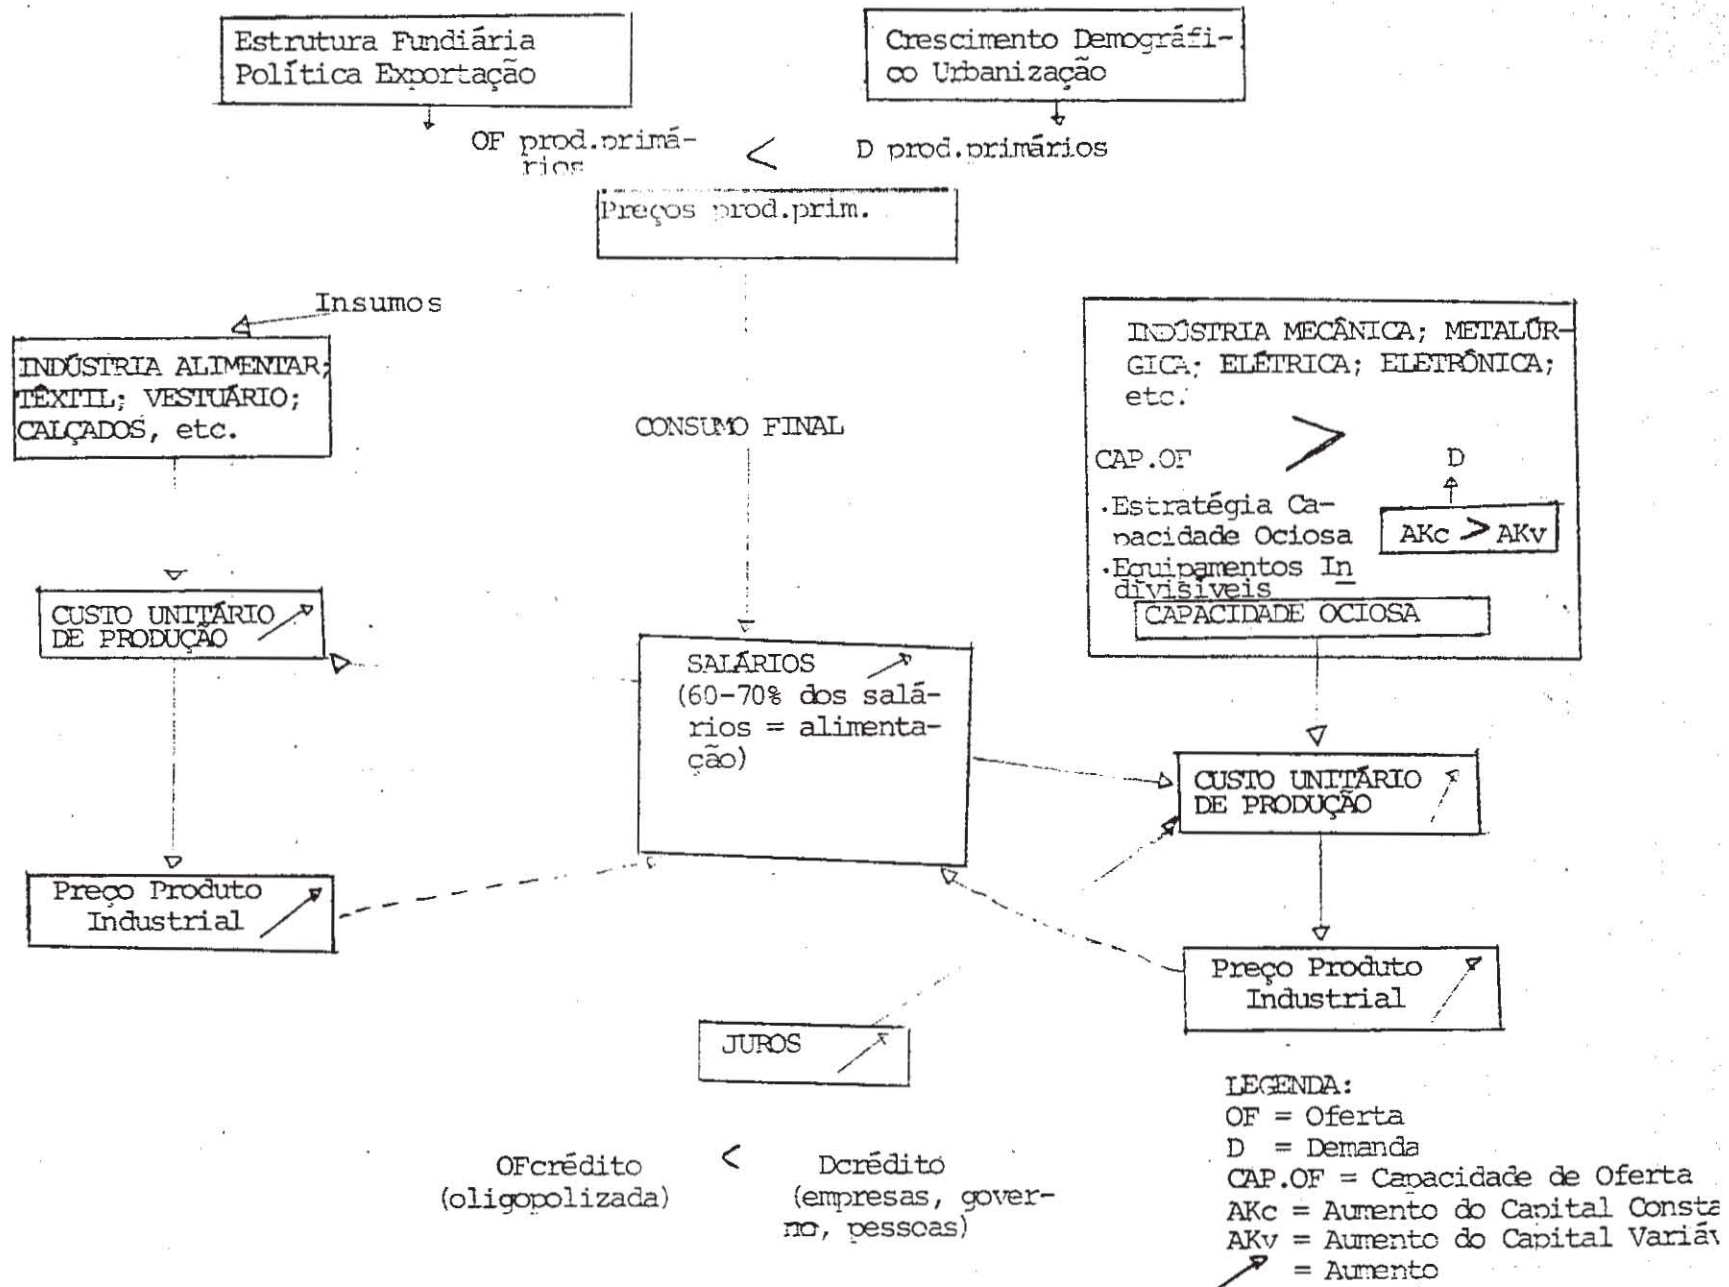 Estrutura Fundiária
Política Exportação
Crescimento Demográfi-
co Urbanização
OF prod.primá-
rios
<
D prod.primários
Preços prod.prim.
Insumos
INDÚSTRIA ALIMENTAR;
TÊXTIL; VESTUÁRIO;
CALÇADOS, etc.
CONSUMO FINAL
INDÚSTRIA MECÂNICA; METALÚR-
GICA; ELÉTRICA; ELETRÔNICA;
etc.
>
CAP.OF
D
.Estratégia Ca-
pacidade Ociosa
AKc > AKv
.Equipamentos In
divisíveis
CAPACIDADE OCIOSA
CUSTO UNITÁRIO
DE PRODUÇÃO
SALÁRIOS
(60-70% dos salá-
rios = alimenta-
ção)
CUSTO UNITÁRIO
DE PRODUÇÃO
Preço Produto
Industrial
Preço Produto
Industrial
JUROS
OFcrédito
(oligopolizada)
<
Dcrédito
(empresas, gover-
no, pessoas)
LEGENDA:
OF = Oferta
D = Demanda
CAP.OF = Capacidade de Oferta
AKc = Aumento do Capital Consta
AKv = Aumento do Capital Variáv
= Aumento